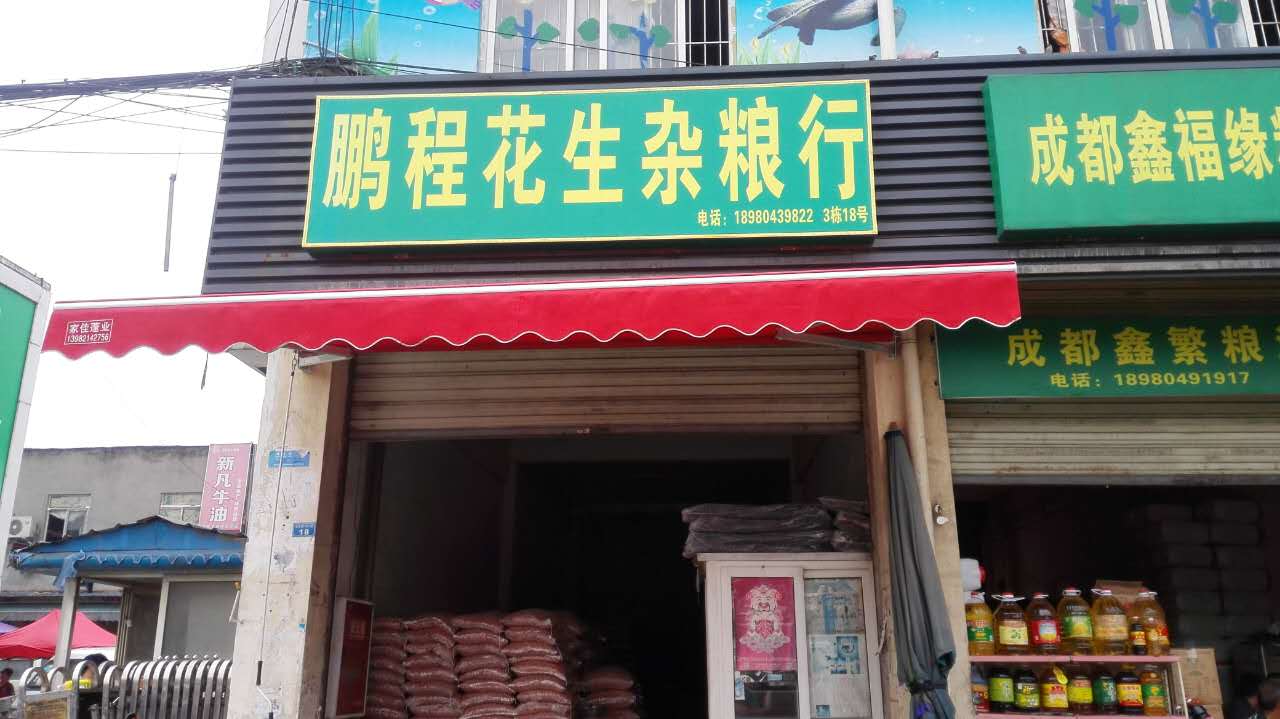 鹏程花生杂粮行
电话：18980439822 3栋18号
成都鑫福缘
家佳蓬业
13982142756
成都鑫繁粮
电话：18980491917
新凡牛油
18